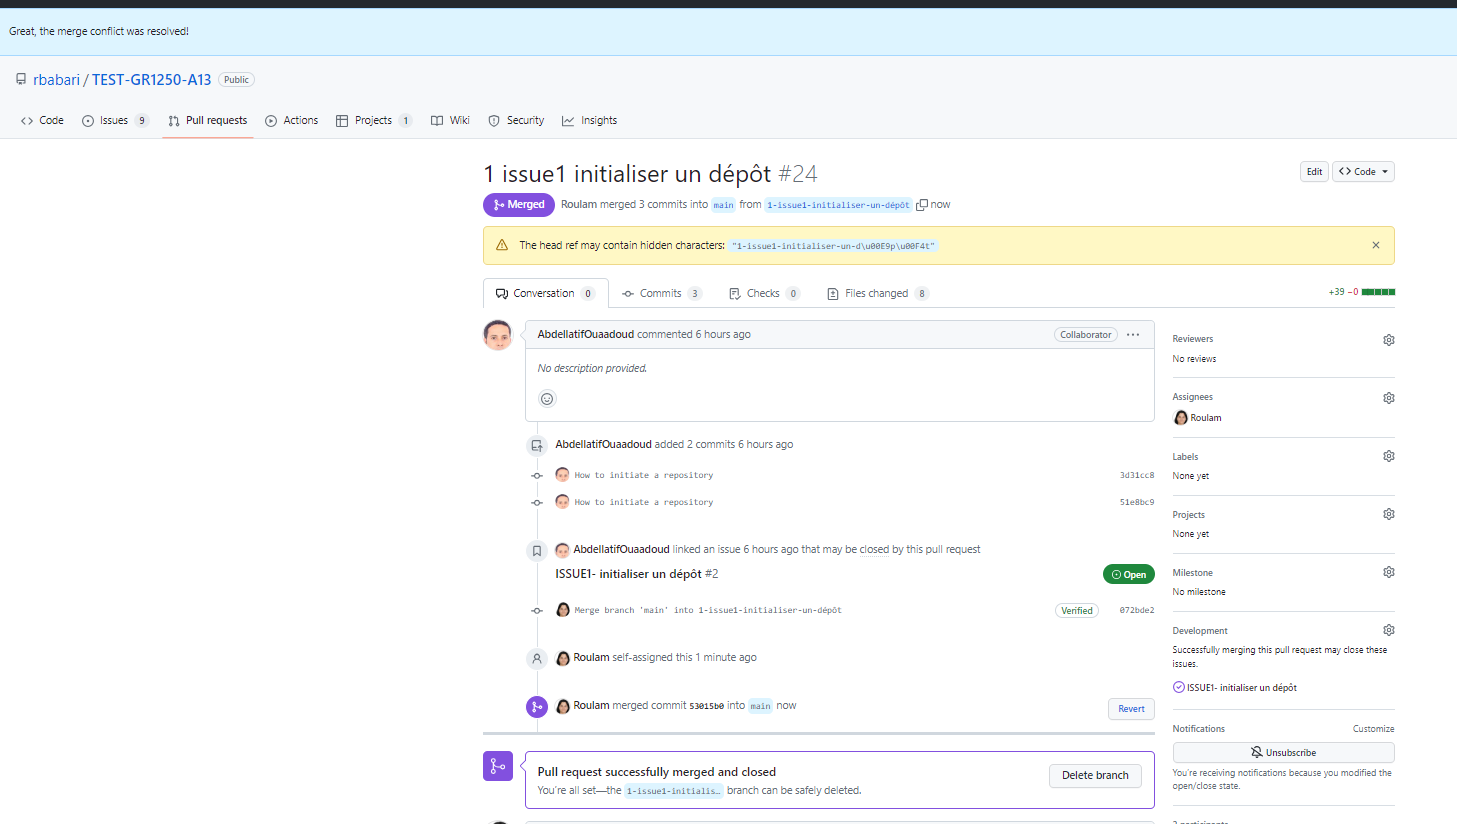 Great, the merge conflict was resolved!
rbabari / TEST-GR1250-A13 Public
Code Issues 9 Pull requests Actions Projects 1 Wiki Security Insights
1 issue1 initialiser un dépôt #24
Edit Code
Merged Roulam merged 3 commits into main from 1-issue1-initialiser-un-dépôt now
The head ref may contain hidden characters: "1-issue1-initialiser-un-d\u00E9p\u00F4t"
Conversation 0 Commits 3 Checks 0 Files changed 8 +39 −0
AbdellatifOuaadoud commented 6 hours ago Collaborator
No description provided.
AbdellatifOuaadoud added 2 commits 6 hours ago
How to initiate a repository 3d31cc8
How to initiate a repository 51e8bc9
AbdellatifOuaadoud linked an issue 6 hours ago that may be closed by this pull request
ISSUE1- initialiser un dépôt #2 Open
Merge branch 'main' into 1-issue1-initialiser-un-dépôt Verified 072bde2
Roulam self-assigned this 1 minute ago
Roulam merged commit 53015b0 into main now Revert
Pull request successfully merged and closed
You're all set—the 1-issue1-initialis… branch can be safely deleted.
Delete branch
Reviewers
No reviews
Assignees
Roulam
Labels
None yet
Projects
None yet
Milestone
No milestone
Development
Successfully merging this pull request may close these
issues.
ISSUE1- initialiser un dépôt
Notifications Customize
Unsubscribe
You're receiving notifications because you modified the
open/close state.